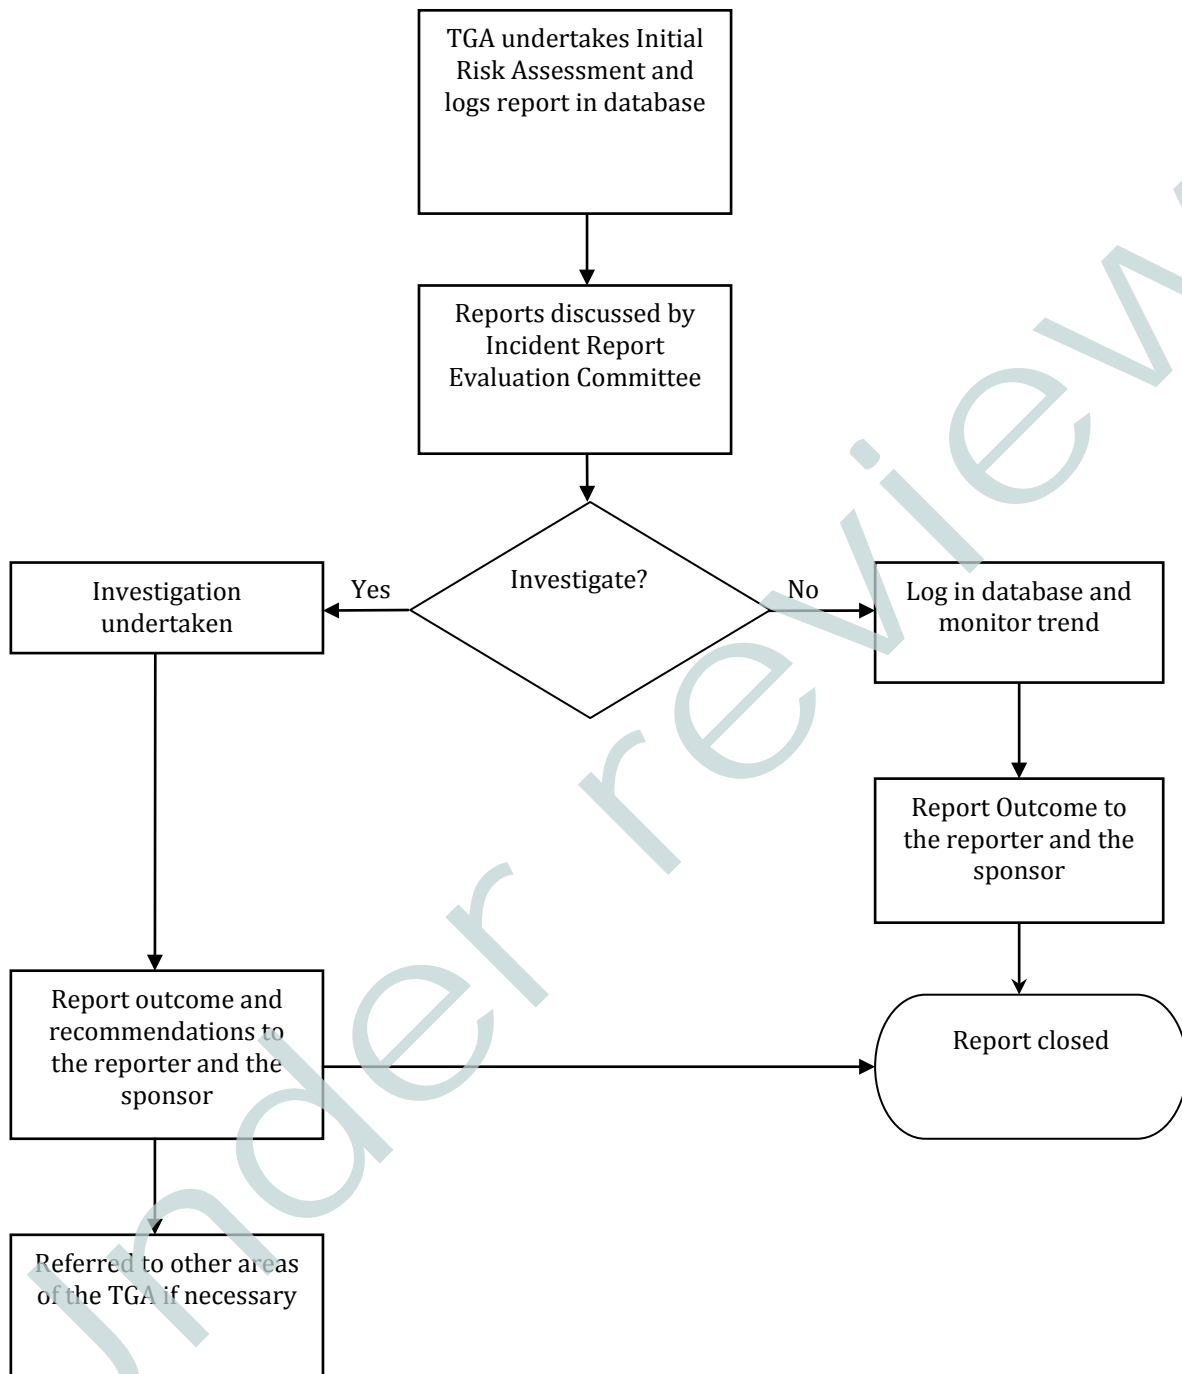 TGA undertakes Initial
Risk Assessment and
logs report in database
Reports discussed by
Incident Report
Evaluation Committee
Investigate?
Yes
No
Investigation
undertaken
Log in database and
monitor trend
Report Outcome to
the reporter and the
sponsor
Report outcome and
recommendations to
the reporter and the
sponsor
Report closed
Referred to other areas
of the TGA if necessary
Under review